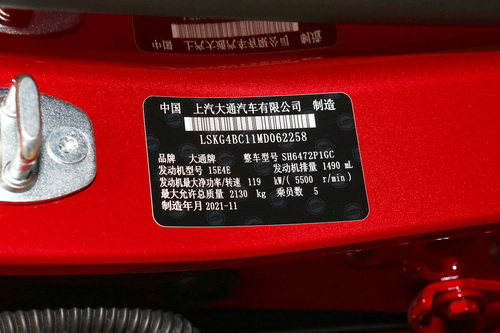 中国 上汽大通汽车有限公司 制造
LSKG4BC11MD062258
品牌 大通牌 整车型号 SH6472P1GC
发动机型号 15E4E 发动机排量 1490 mL
发动机最大净功率/转速 119 kW/( 5500 r/min)
最大允许总质量 2130 kg 乘员数 5
制造年月 2021-11